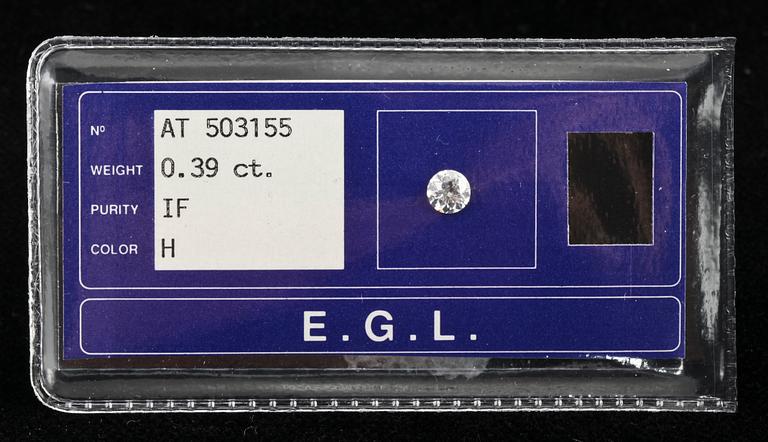 Nº AT 503155
WEIGHT 0.39 ct.
PURITY IF
COLOR H
E.G.L.